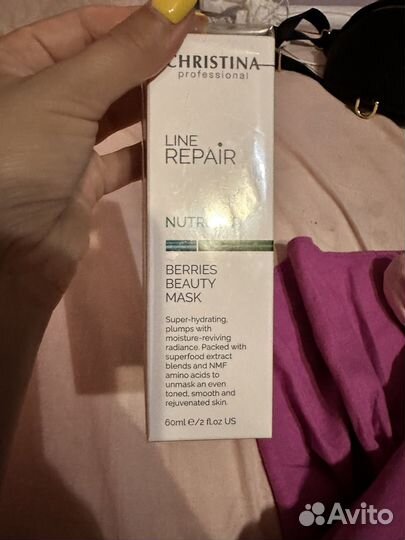 CHRISTINA
professional
LINE
REPAIR
BERRIES
BEAUTY
MASK
Super-hydrating,
plumps with
moisture-reviving
radiance. Packed with
superfood extract
blends and NMF
amino acids to
unmask an even
toned, smooth and
rejuvenated skin.
60ml e/2 fl.oz US
Avito